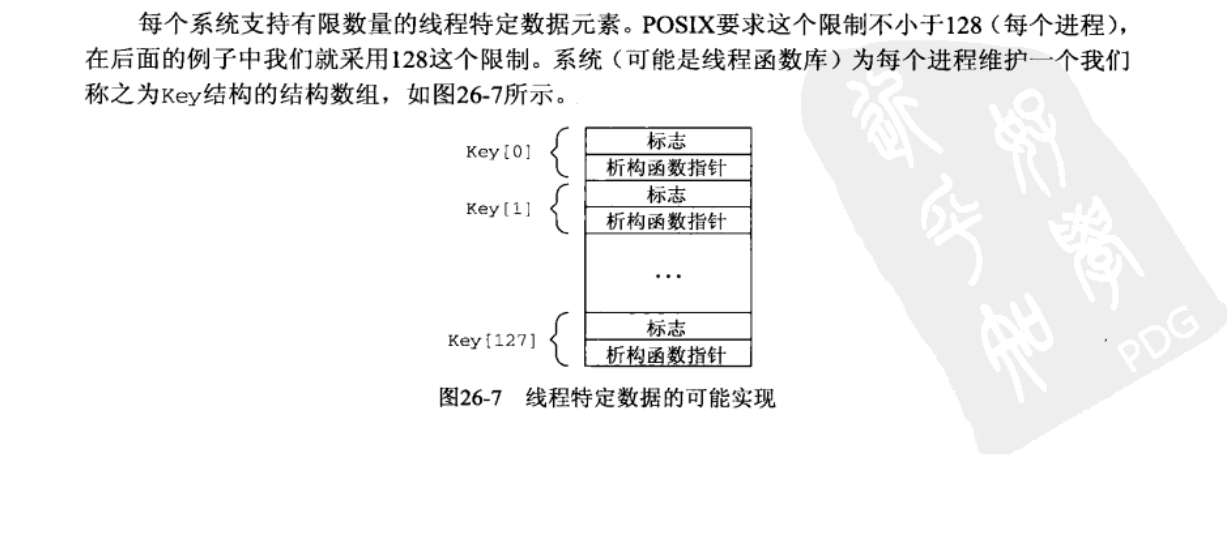 每个系统支持有限数量的线程特定数据元素。POSIX要求这个限制不小于128（每个进程），
在后面的例子中我们就采用128这个限制。系统（可能是线程函数库）为每个进程维护一个我们
称之为Key结构的结构数组，如图26-7所示。
Key[0]
标志
析构函数指针
Key[1]
标志
析构函数指针
...
Key[127]
标志
析构函数指针
图26-7 线程特定数据的可能实现
PDG